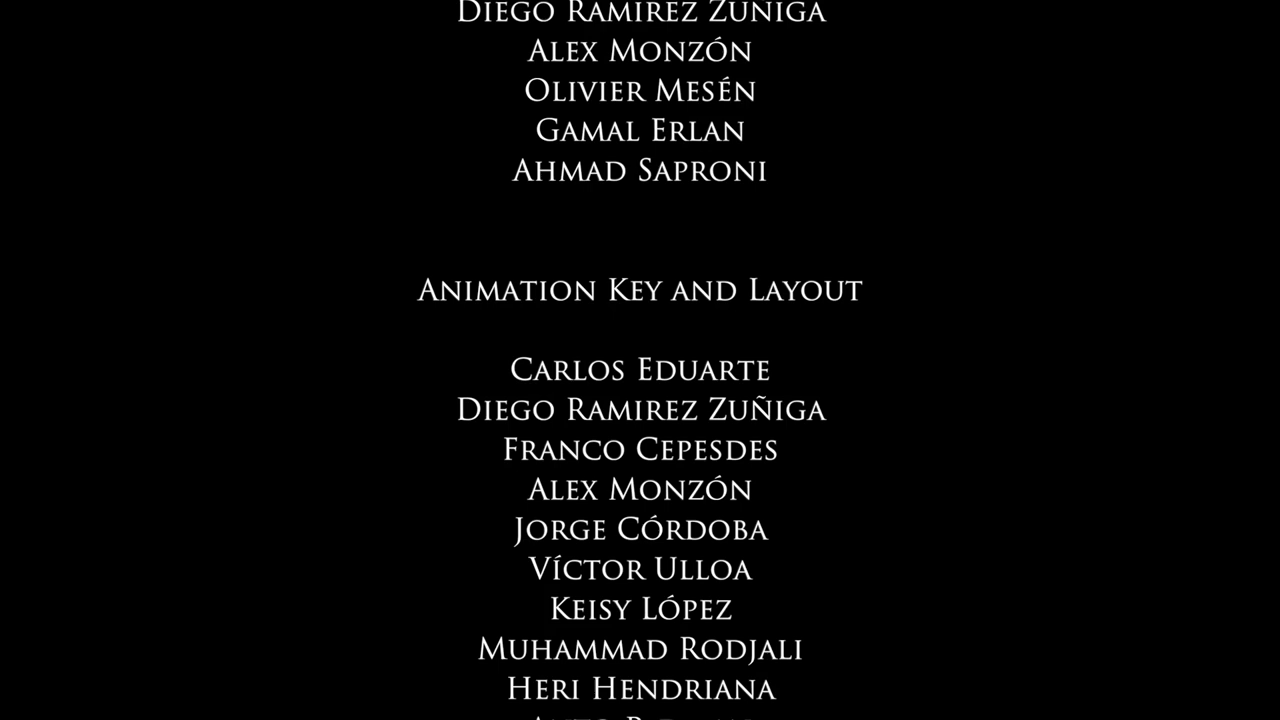 Diego Ramirez Zuñiga
Alex Monzón
Olivier Mesén
Gamal Erlan
Ahmad Saproni
Animation Key and Layout
Carlos Eduarte
Diego Ramirez Zuñiga
Franco Cepesdes
Alex Monzón
Jorge Córdoba
Víctor Ulloa
Keisy López
Muhammad Rodjali
Heri Hendriana